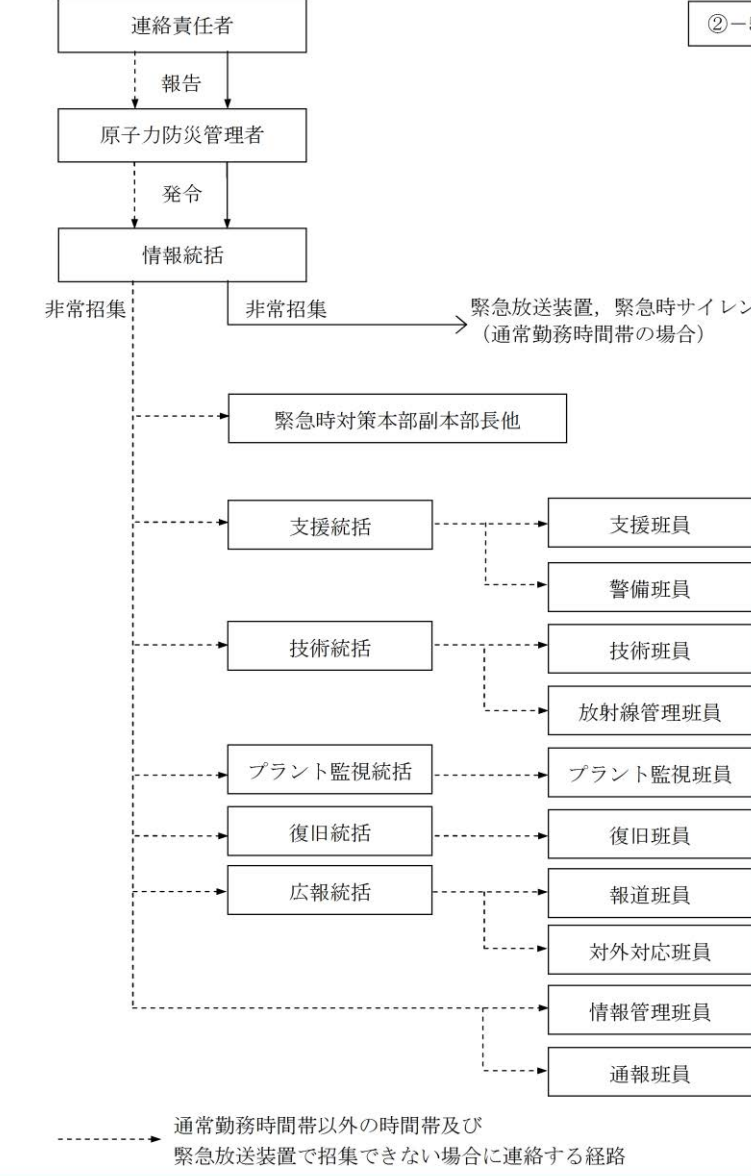 連絡責任者
②－
報告
原子力防災管理者
発令
情報統括
非常招集
非常招集
緊急放送装置，緊急時サイレン
（通常勤務時間帯の場合）
緊急時対策本部副本部長他
支援統括
支援班員
警備班員
技術統括
技術班員
放射線管理班員
プラント監視統括
プラント監視班員
復旧統括
復旧班員
広報統括
報道班員
対外対応班員
情報管理班員
通報班員
通常勤務時間帯以外の時間帯及び
緊急放送装置で招集できない場合に連絡する経路